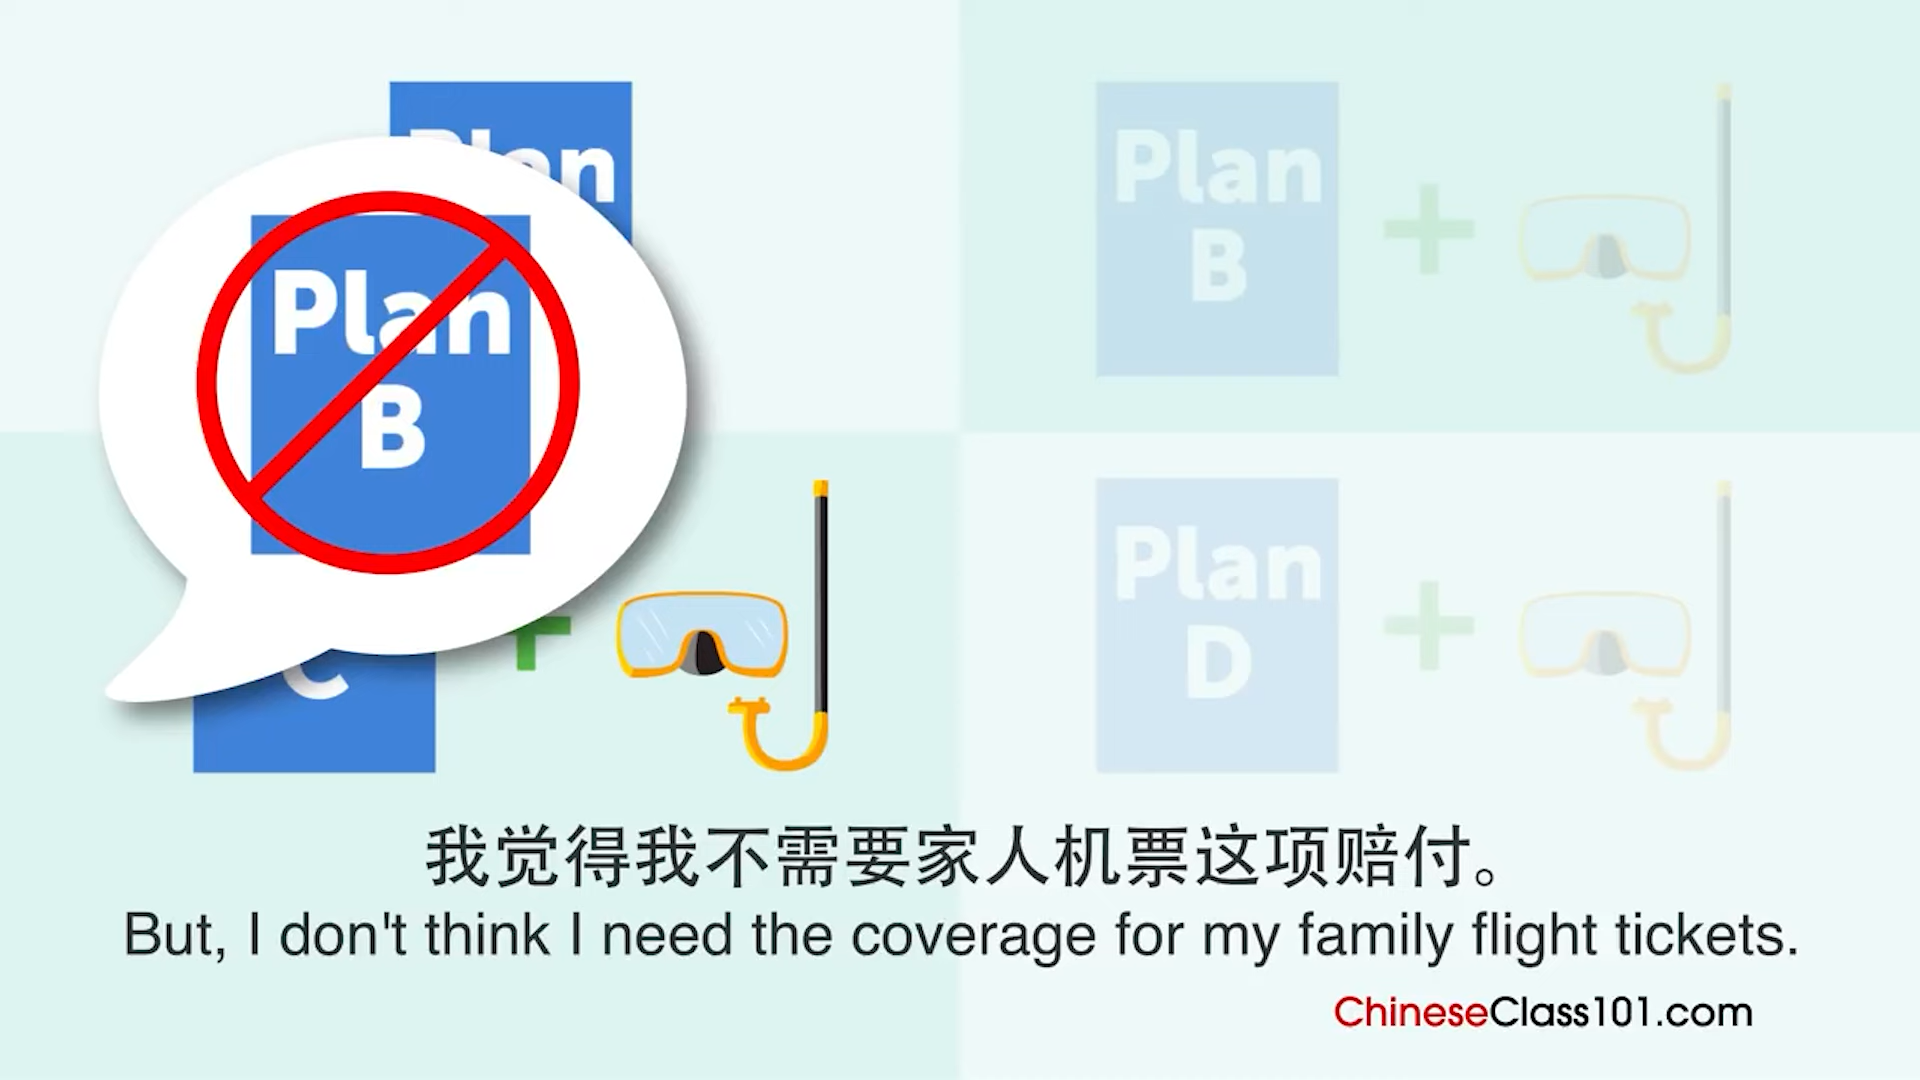 Plan
Plan
B
Plan
B
Plan
D
C
我觉得我不需要家人机票这项赔付。
But, I don't think I need the coverage for my family flight tickets.
ChineseClass101.com